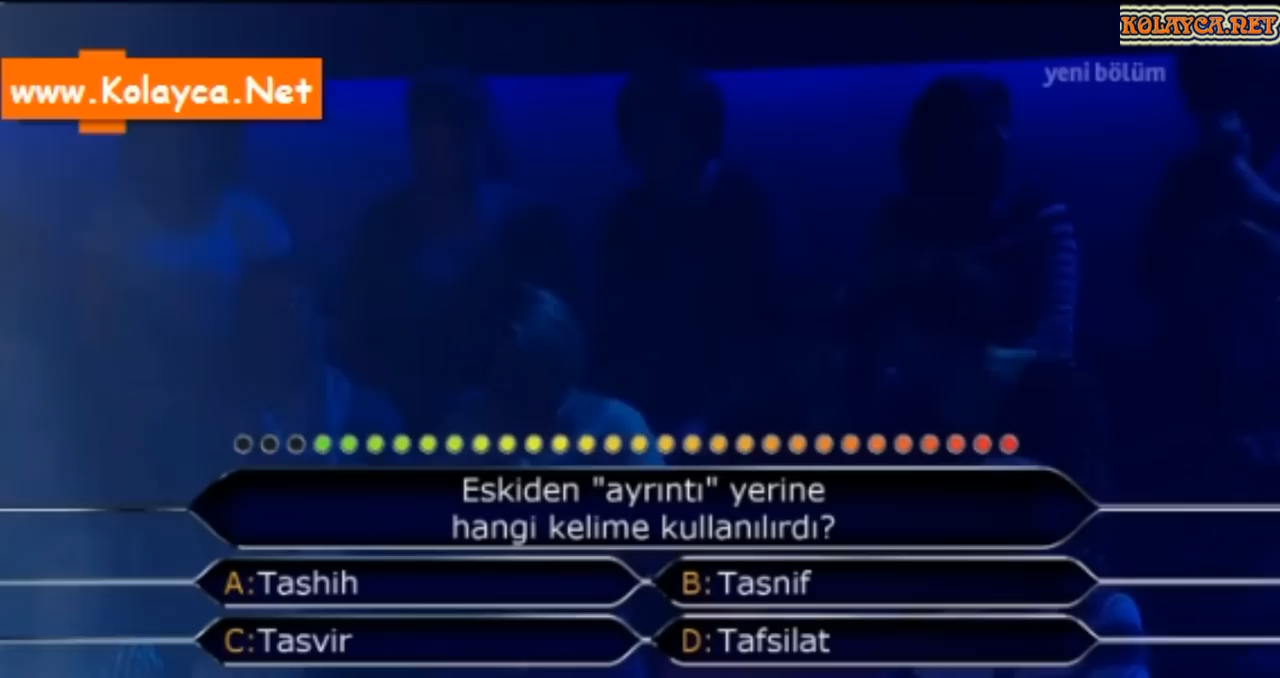 KOLAYCA.NET
www.Kolayca.Net
yeni bölüm
Eskiden "ayrıntı" yerine
hangi kelime kullanılırdı?
A: Tashih
B: Tasnif
C: Tasvir
D: Tafsilat